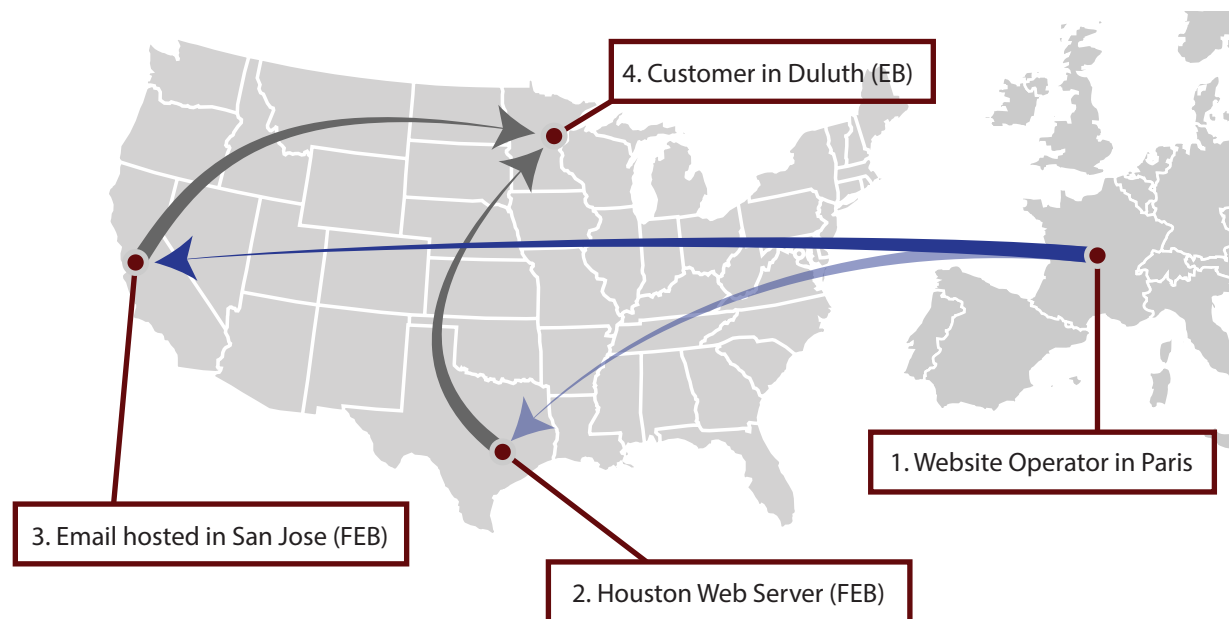 4. Customer in Duluth (EB)
1. Website Operator in Paris
3. Email hosted in San Jose (FEB)
2. Houston Web Server (FEB)